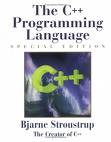 The C++
Programming
Language
SPECIAL EDITION
C++
Bjarne Stroustrup
The Creator of C++